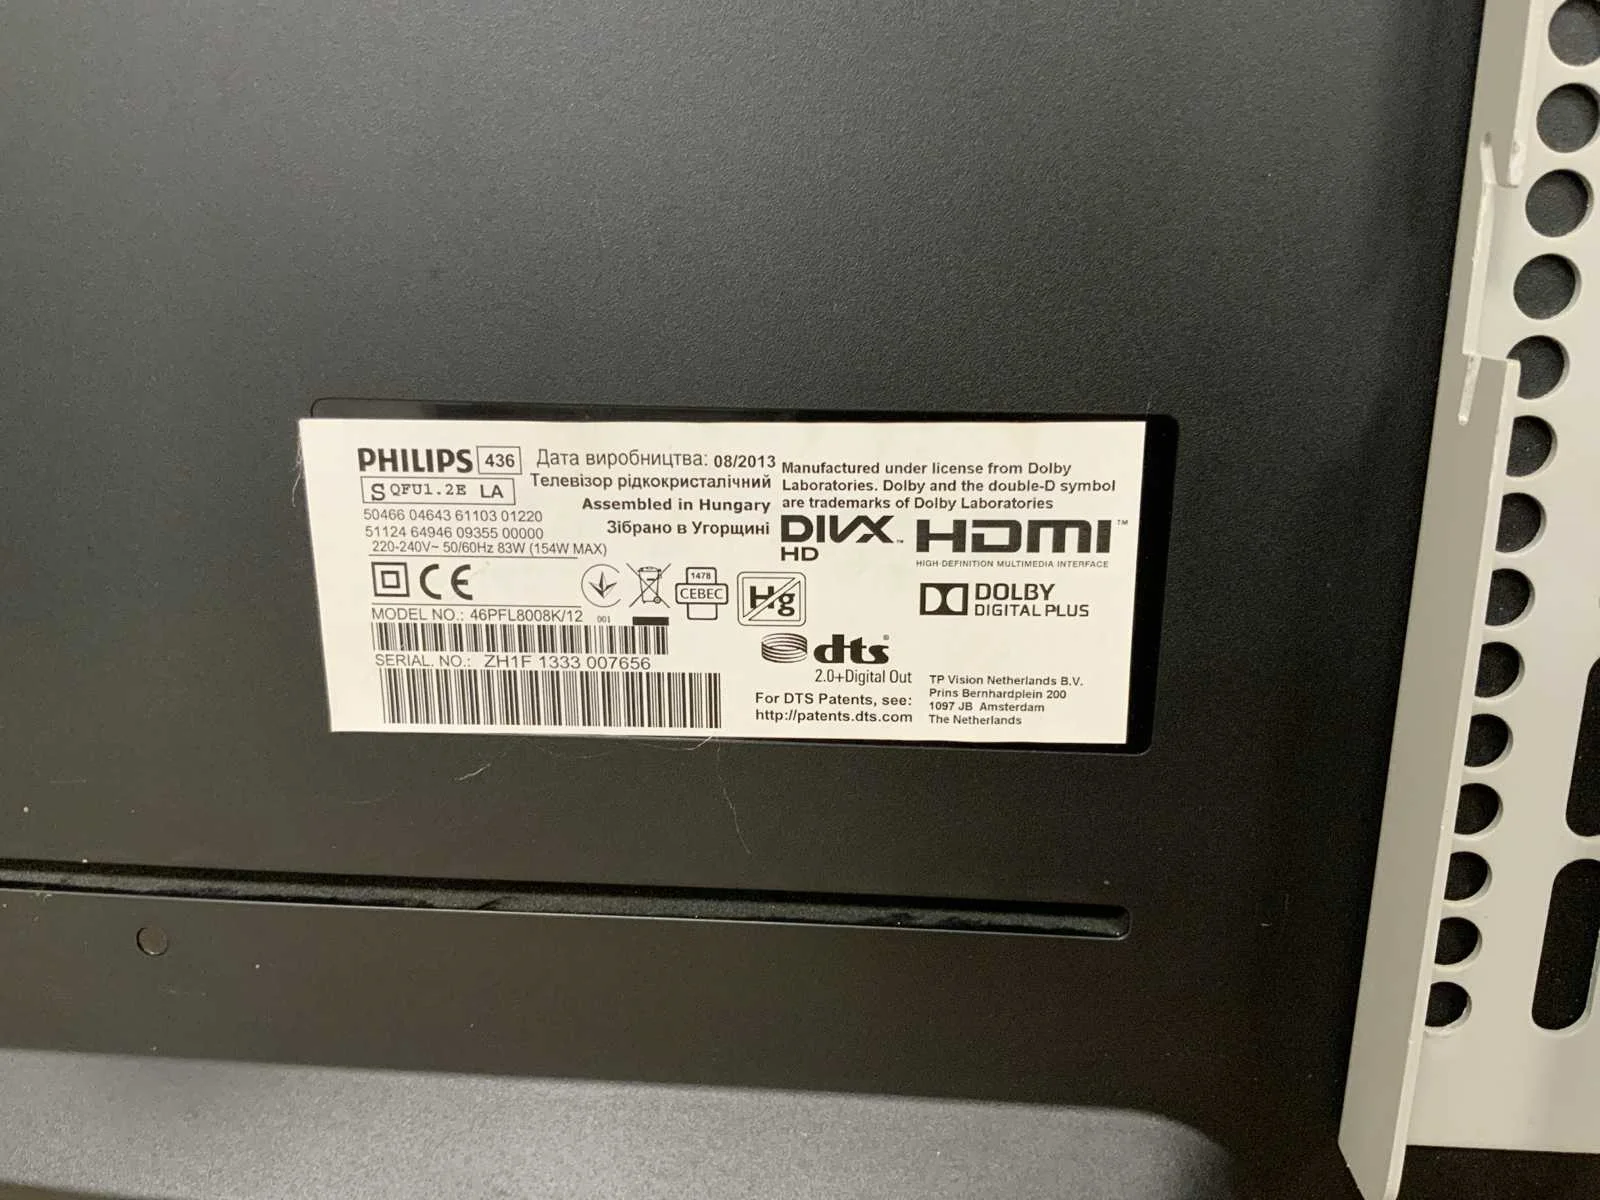 PHILIPS 436 Дата виробництва: 08/2013
S QFU1.2E LA Телевізор рідкокристалічний
Assembled in Hungary
50466 04643 61103 01220
Зібрано в Угорщині
51124 64946 09355 00000
220-240V~ 50/60Hz 83W (154W MAX)
CE
1478
CEBEC
Hg
MODEL NO.: 46PFL8008K/12 001
SERIAL. NO.: ZH1F 1333 007656
Manufactured under license from Dolby
Laboratories. Dolby and the double-D symbol
are trademarks of Dolby Laboratories
DIVX™
HD
HDMI™
HIGH-DEFINITION MULTIMEDIA INTERFACE
DOLBY
DIGITAL PLUS
dts®
2.0+Digital Out
For DTS Patents, see:
http://patents.dts.com
TP Vision Netherlands B.V.
Prins Bernhardplein 200
1097 JB Amsterdam
The Netherlands